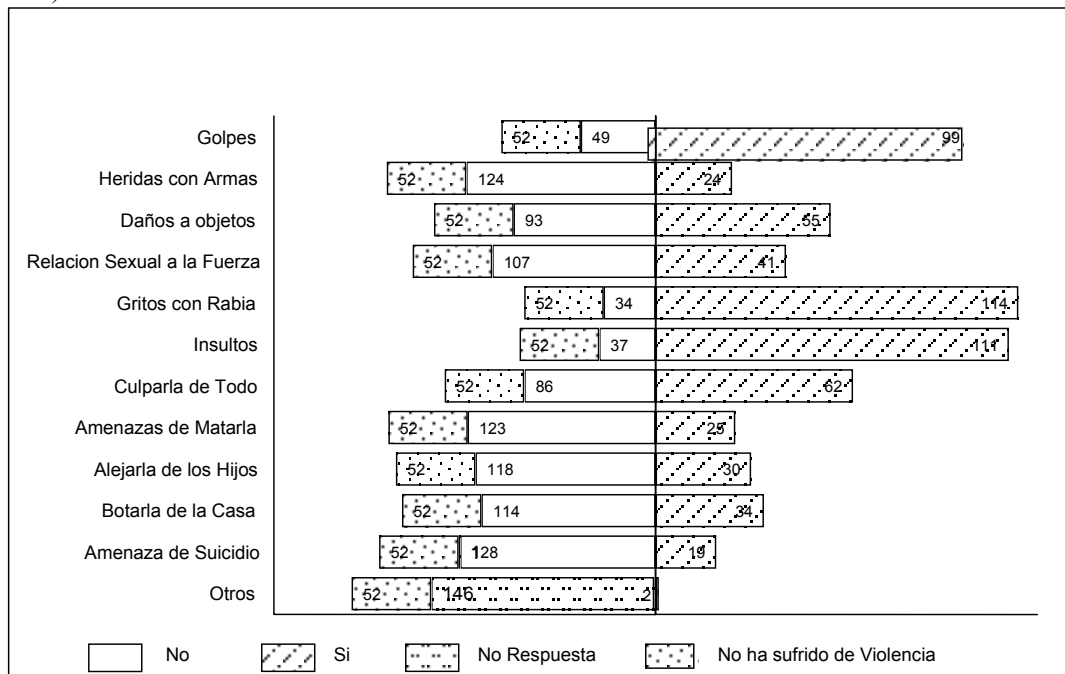 Golpes 52 49 99
Heridas con Armas 52 124 24
Daños a objetos 52 93 55
Relacion Sexual a la Fuerza 52 107 41
Gritos con Rabia 52 34 114
Insultos 52 37 111
Culparla de Todo 52 86 62
Amenazas de Matarla 52 123 25
Alejarla de los Hijos 52 118 30
Botarla de la Casa 52 114 34
Amenaza de Suicidio 52 128 19
Otros 52 146 2
No Si No Respuesta No ha sufrido de Violencia